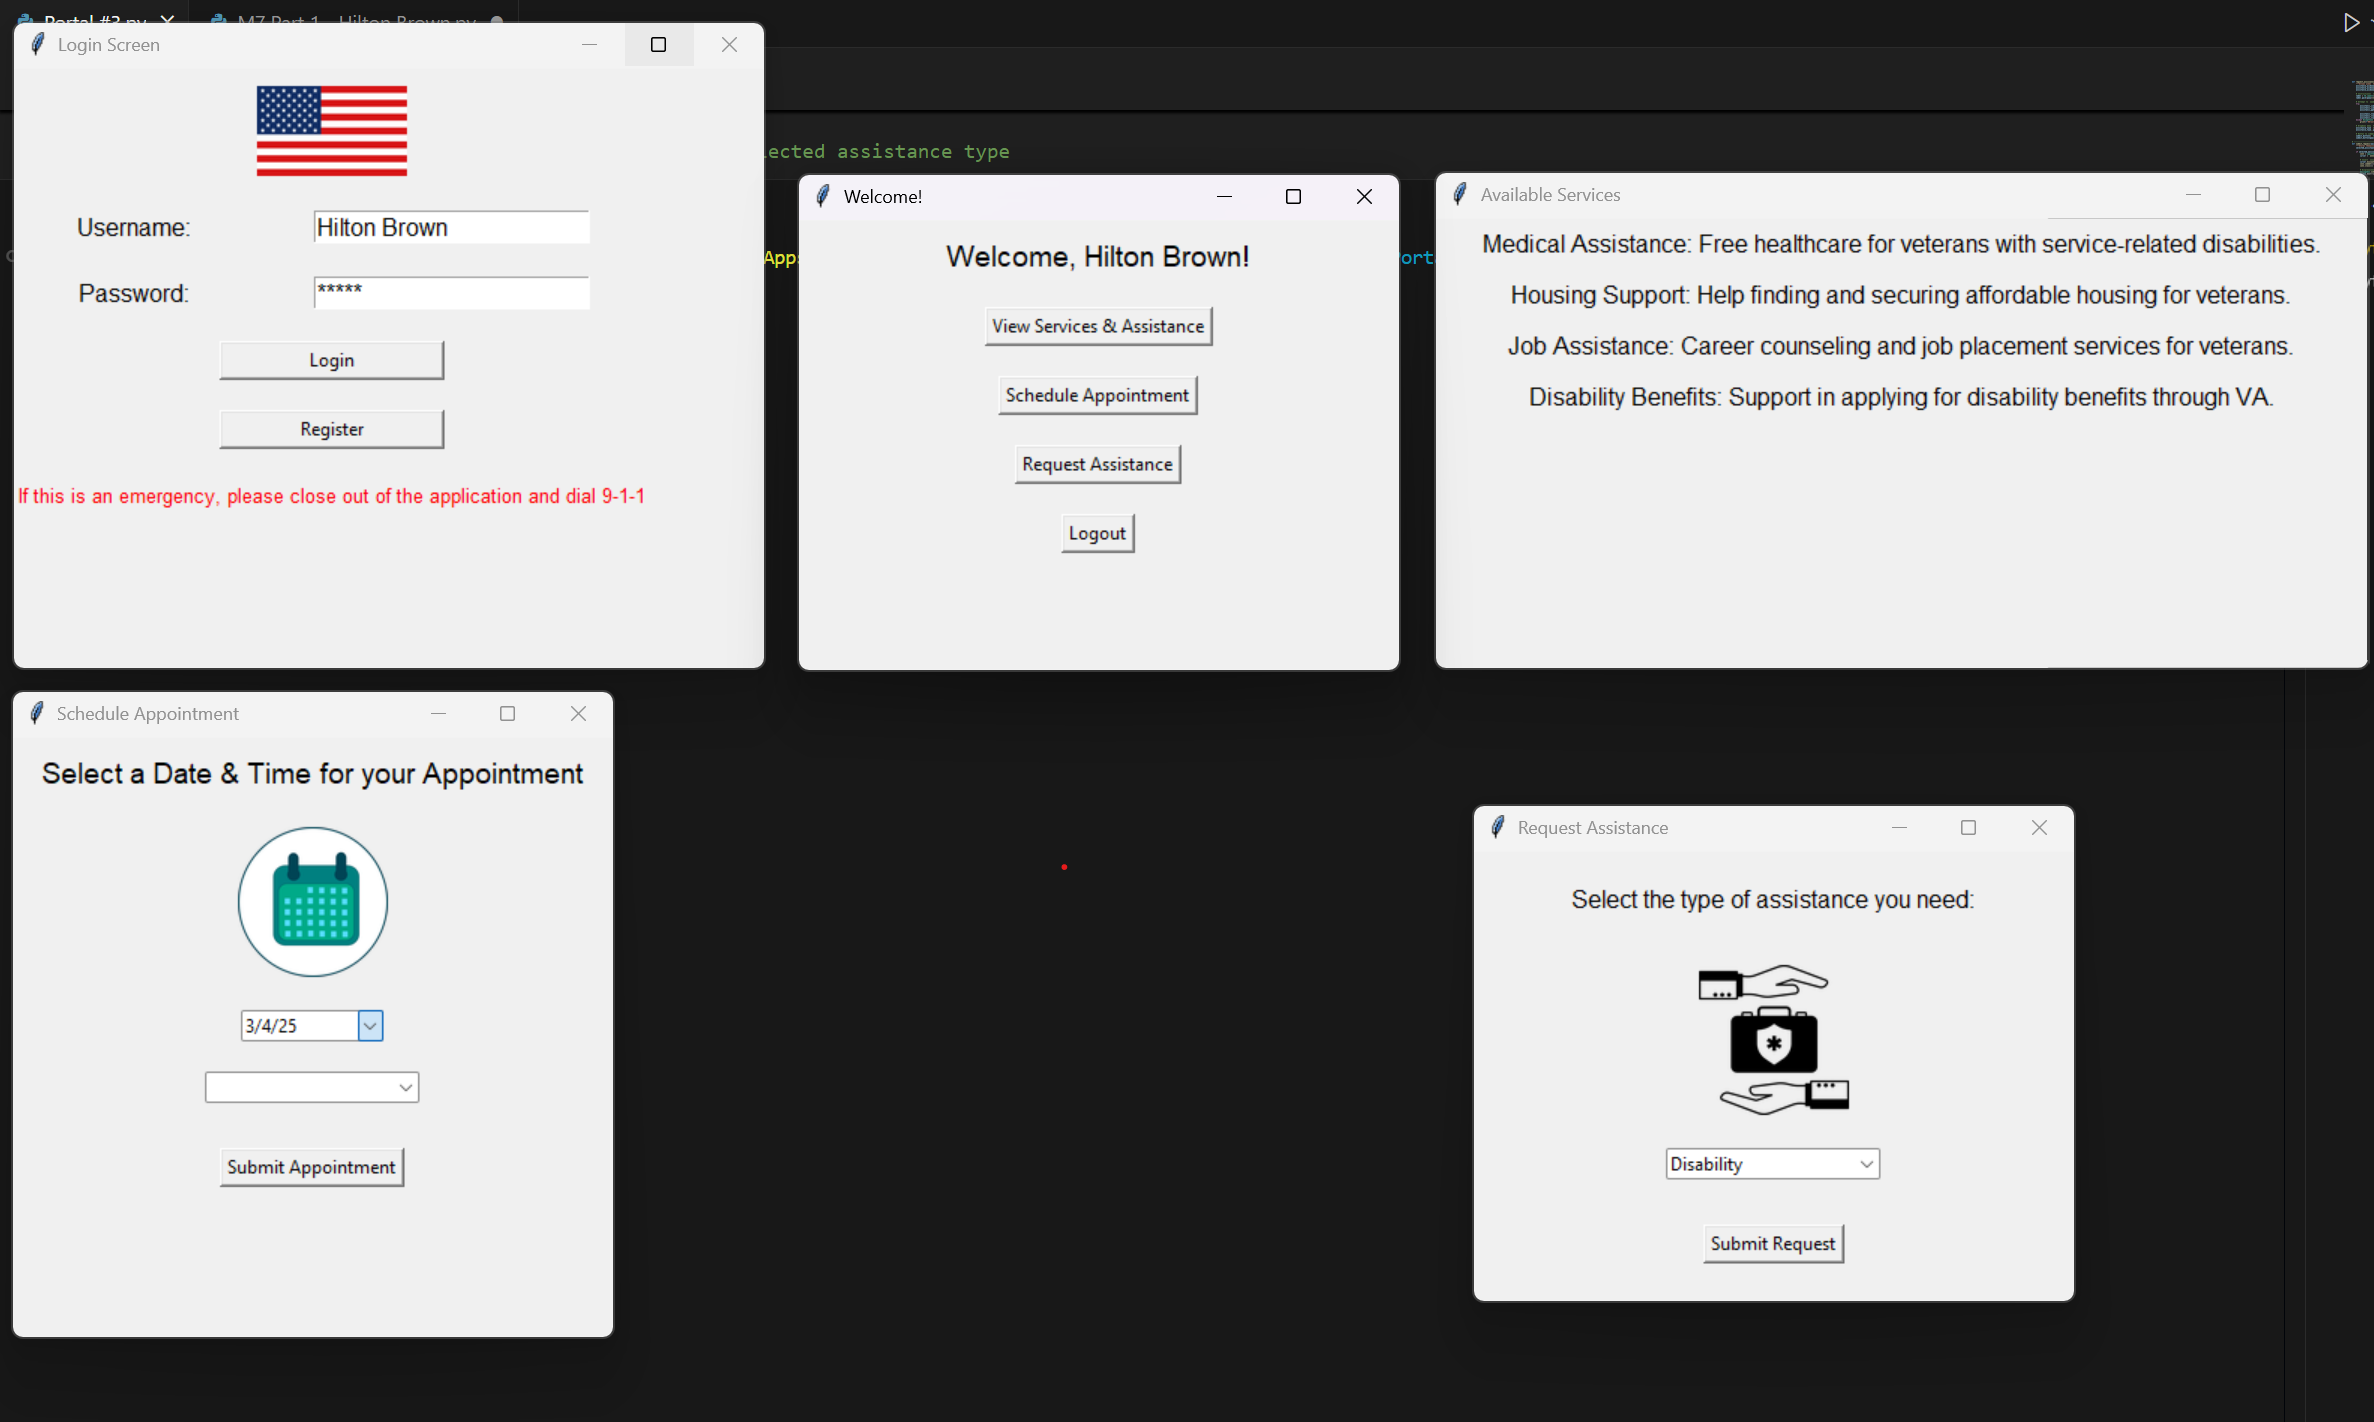 Portal #3.py
M7 Part 1 - Hilton Brown.py
Login Screen
Username:
Hilton Brown
Password:
*****
Login
Register
If this is an emergency, please close out of the application and dial 9-1-1
lected assistance type
App
Port
Welcome!
Welcome, Hilton Brown!
View Services & Assistance
Schedule Appointment
Request Assistance
Logout
Available Services
Medical Assistance: Free healthcare for veterans with service-related disabilities.
Housing Support: Help finding and securing affordable housing for veterans.
Job Assistance: Career counseling and job placement services for veterans.
Disability Benefits: Support in applying for disability benefits through VA.
Schedule Appointment
Select a Date & Time for your Appointment
3/4/25
Submit Appointment
Request Assistance
Select the type of assistance you need:
Disability
Submit Request